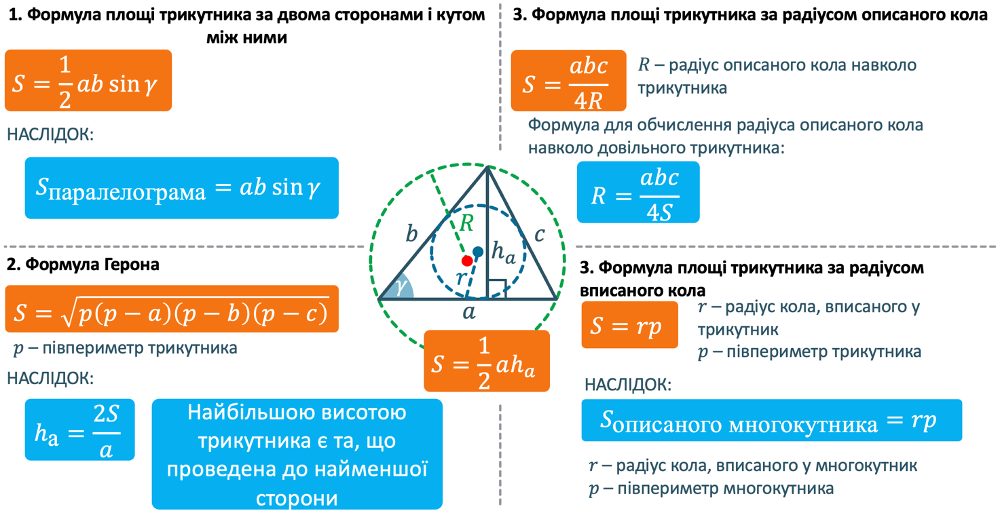 1. Формула площі трикутника за двома сторонами і кутом
між ними
S = 1/2 ab sin γ
НАСЛІДОК:
Sпаралелограма = ab sin γ
3. Формула площі трикутника за радіусом описаного кола
S = abc/4R
R – радіус описаного кола навколо
трикутника
Формула для обчислення радіуса описаного кола
навколо довільного трикутника:
R = abc/4S
b
R
c
hₐ
r
γ
a
S = 1/2 ahₐ
2. Формула Герона
S = √p(p − a)(p − b)(p − c)
p – півпериметр трикутника
НАСЛІДОК:
hа = 2S/a
Найбільшою висотою
трикутника є та, що
проведена до найменшої
сторони
3. Формула площі трикутника за радіусом
вписаного кола
S = rp
r – радіус кола, вписаного у
трикутник
p – півпериметр трикутника
НАСЛІДОК:
Sописаного многокутника = rp
r – радіус кола, вписаного у многокутник
p – півпериметр многокутника